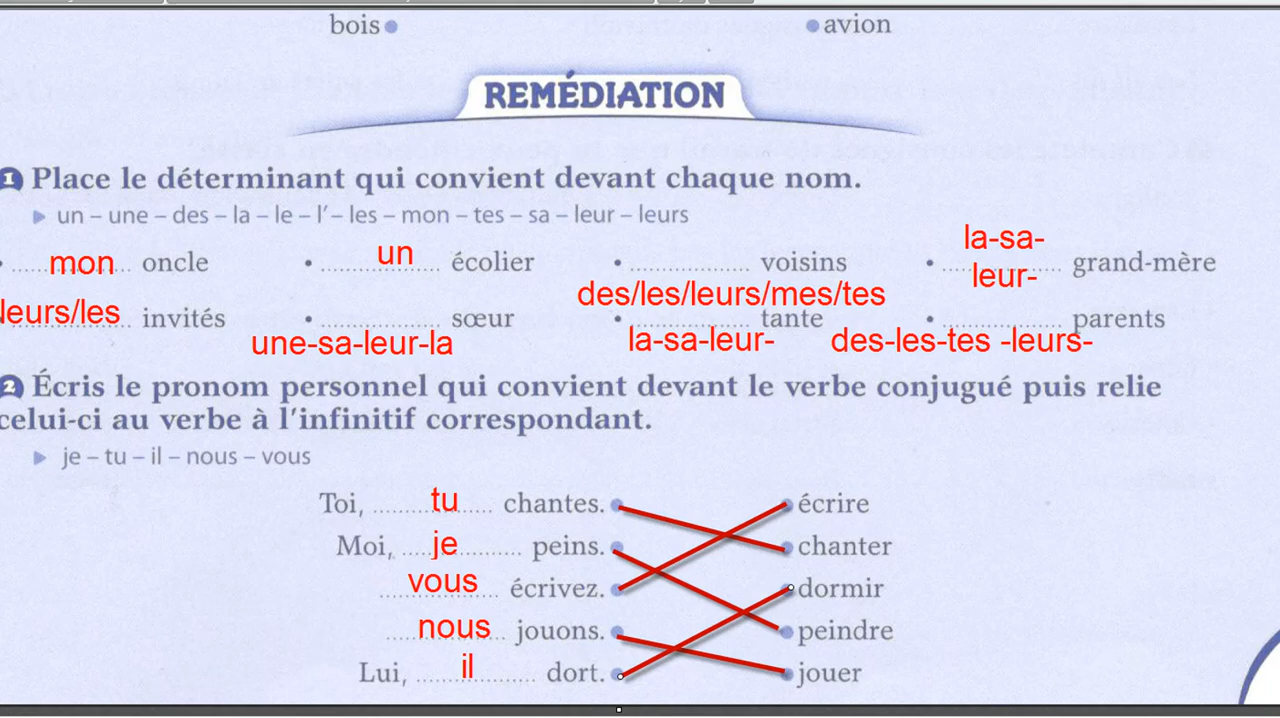 bois • • avion
REMÉDIATION
1 Place le déterminant qui convient devant chaque nom.
un – une – des – la – le – l' – les – mon – tes – sa – leur – leurs
• mon oncle • un écolier • voisins • la-sa-leur- grand-mère
des/les/leurs/mes/tes
leurs/les invités • sœur • tante • parents
une-sa-leur-la la-sa-leur- des-les-tes -leurs-
2 Écris le pronom personnel qui convient devant le verbe conjugué puis relie
celui-ci au verbe à l'infinitif correspondant.
je – tu – il – nous – vous
Toi, tu chantes. écrire
Moi, je peins. chanter
vous écrivez. dormir
nous jouons. peindre
Lui, il dort. jouer